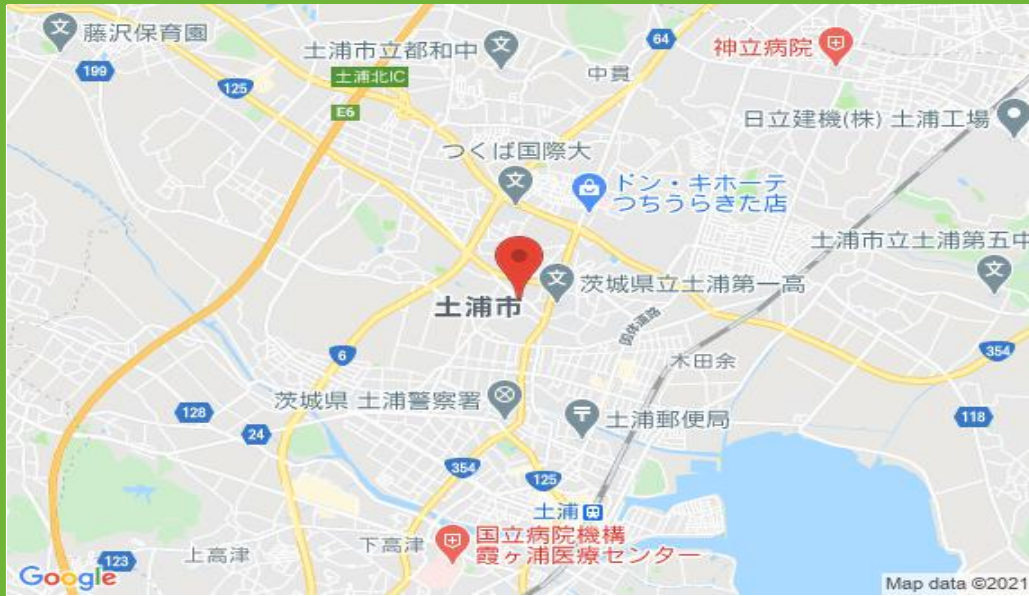 藤沢保育園
土浦市立都和中
64
神立病院
199
土浦北IC
中貫
125
E6
日立建機(株) 土浦工場
つくば国際大
ドン・キホーテ
つちうらきた店
土浦市立土浦第五中
茨城県立土浦第一高
土浦市
国体道路
6
木田余
354
茨城県 土浦警察署
128
土浦郵便局
118
24
354
125
土浦
国立病院機構
霞ヶ浦医療センター
下高津
上高津
123
Google
Map data ©2021